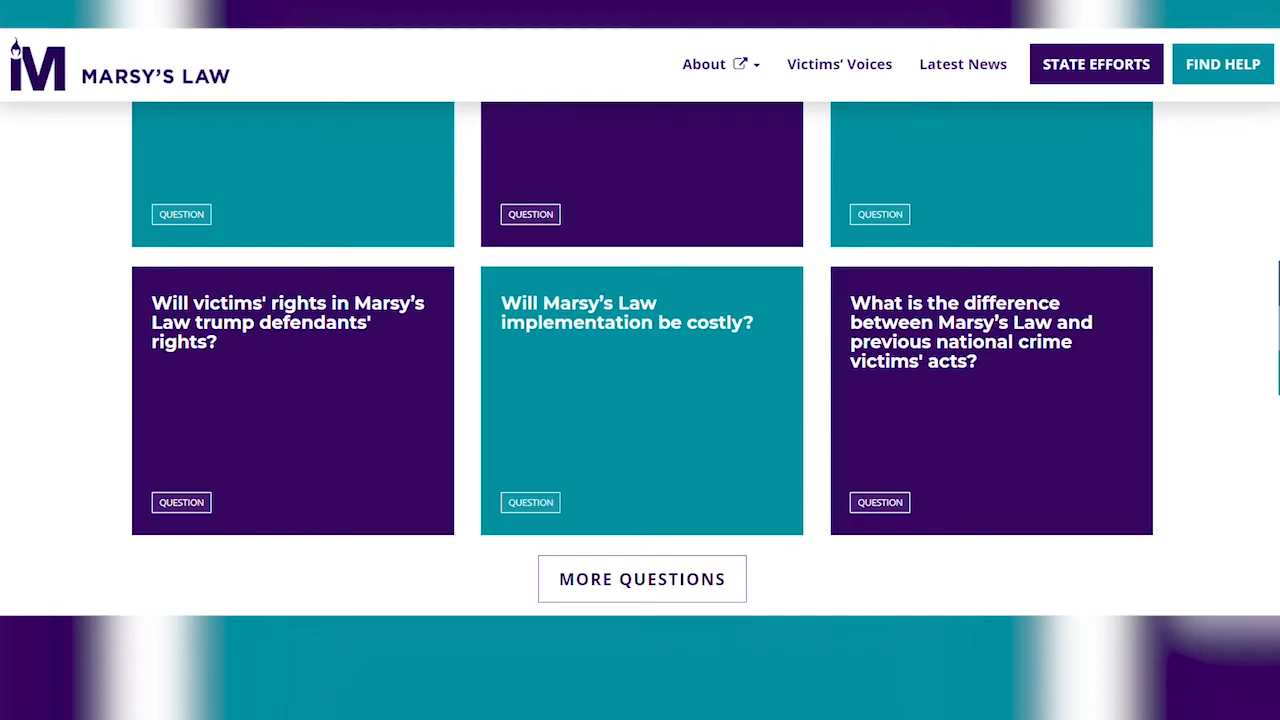 MARSY'S LAW
About
Victims' Voices
Latest News
STATE EFFORTS
FIND HELP
QUESTION
QUESTION
QUESTION
Will victims' rights in Marsy's
Law trump defendants'
rights?
QUESTION
Will Marsy's Law
implementation be costly?
QUESTION
What is the difference
between Marsy's Law and
previous national crime
victims' acts?
QUESTION
MORE QUESTIONS